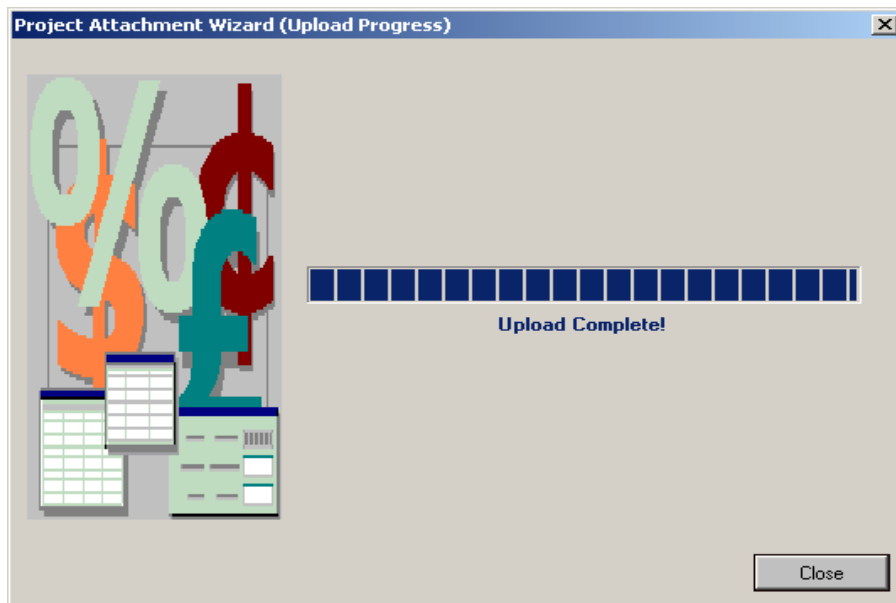 Project Attachment Wizard (Upload Progress)
% $ ¢ £
Upload Complete!
Close